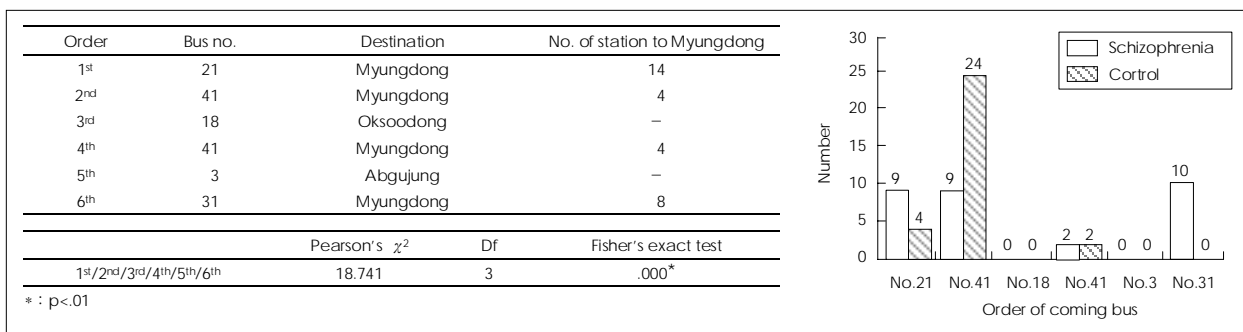 Order Bus no. Destination No. of station to Myungdong
1st 21 Myungdong 14
2nd 41 Myungdong 4
3rd 18 Oksoodong −
4th 41 Myungdong 4
5th 3 Abgujung −
6th 31 Myungdong 8
Pearson's χ2 Df Fisher's exact test
1st/2nd/3rd/4th/5th/6th 18.741 3 .000*
* : p<.01
30
25
20
15
10
5
0
Number
Schizophrenia
Cortrol
9 4 9 24 0 0 2 2 0 0 10 0
No.21 No.41 No.18 No.41 No.3 No.31
Order of coming bus